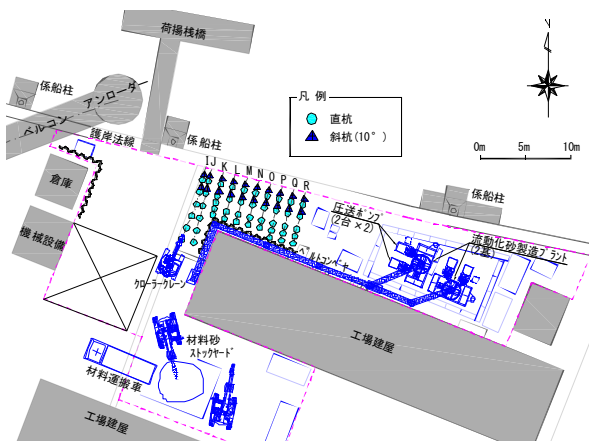 荷揚桟橋
N
係船柱
アンローダー
ベルコン
護岸法線
係船柱
凡 例
直杭
斜杭(10°)
0m 5m 10m
倉庫
I J K L M N O P Q R
係船柱
圧送ポンプ
(2台×2)
流動化砂製造プラント
(2基)
機械設備
ベルトコンベヤ
クローラークレーン
材料砂
ストックヤード
工場建屋
材料運搬車
工場建屋